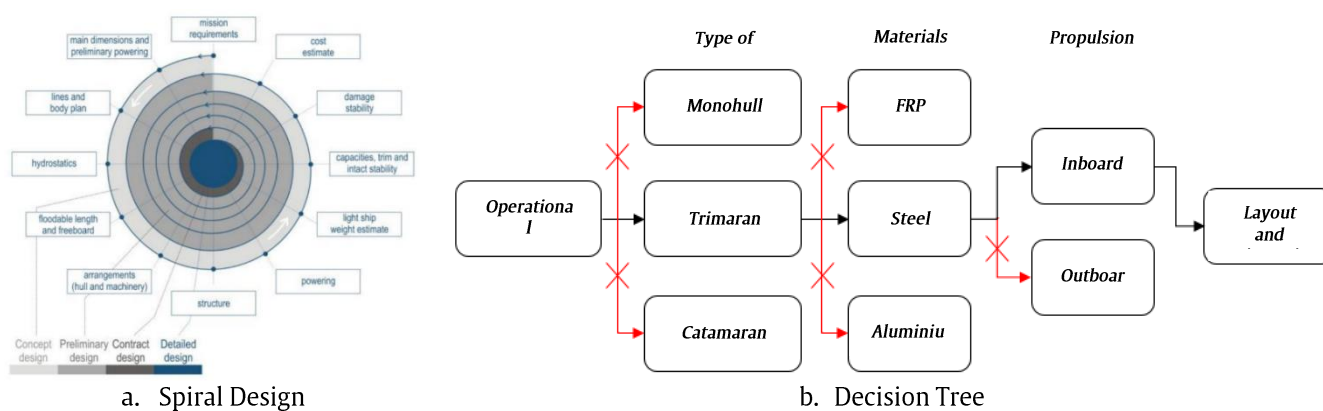 mission
requirements
main dimensions and
preliminary powering
cost
estimate
lines and
body plan
damage
stability
hydrostatics
capacities, trim and
intact stability
floodable length
and freeboard
light ship
weight estimate
arrangements
(hull and machinery)
powering
structure
Concept
design
Preliminary
design
Contract
design
Detailed
design
a. Spiral Design
Type of
Materials
Propulsion
Monohull
FRP
Inboard
Operationa
l
Trimaran
Steel
Layout
and
Outboar
Catamaran
Aluminiu
b. Decision Tree